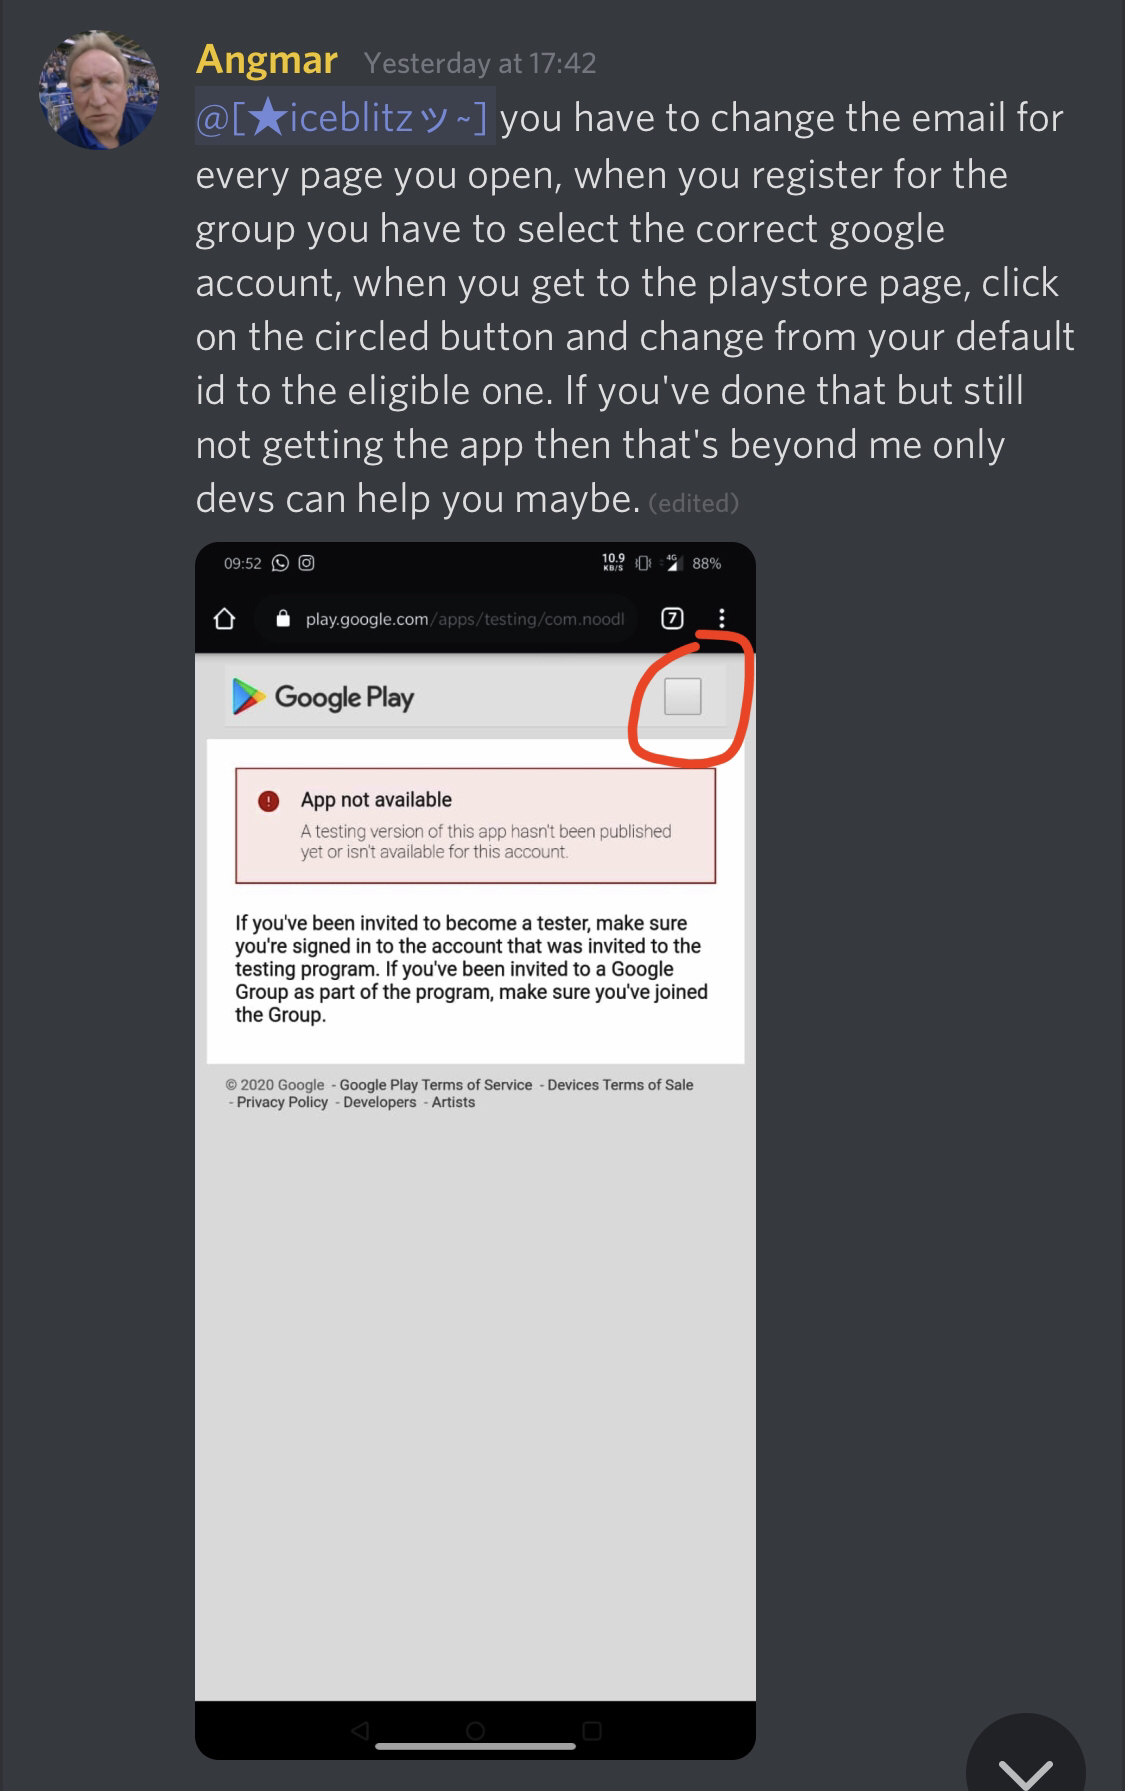 Angmar Yesterday at 17:42
@[★iceblitzツ~] you have to change the email for
every page you open, when you register for the
group you have to select the correct google
account, when you get to the playstore page, click
on the circled button and change from your default
id to the eligible one. If you've done that but still
not getting the app then that's beyond me only
devs can help you maybe. (edited)
09:52 10.9 KB/S 4G 88%
play.google.com/apps/testing/com.noodl 7
Google Play
App not available
A testing version of this app hasn't been published
yet or isn't available for this account.
If you've been invited to become a tester, make sure
you're signed in to the account that was invited to the
testing program. If you've been invited to a Google
Group as part of the program, make sure you've joined
the Group.
© 2020 Google - Google Play Terms of Service - Devices Terms of Sale
- Privacy Policy - Developers - Artists